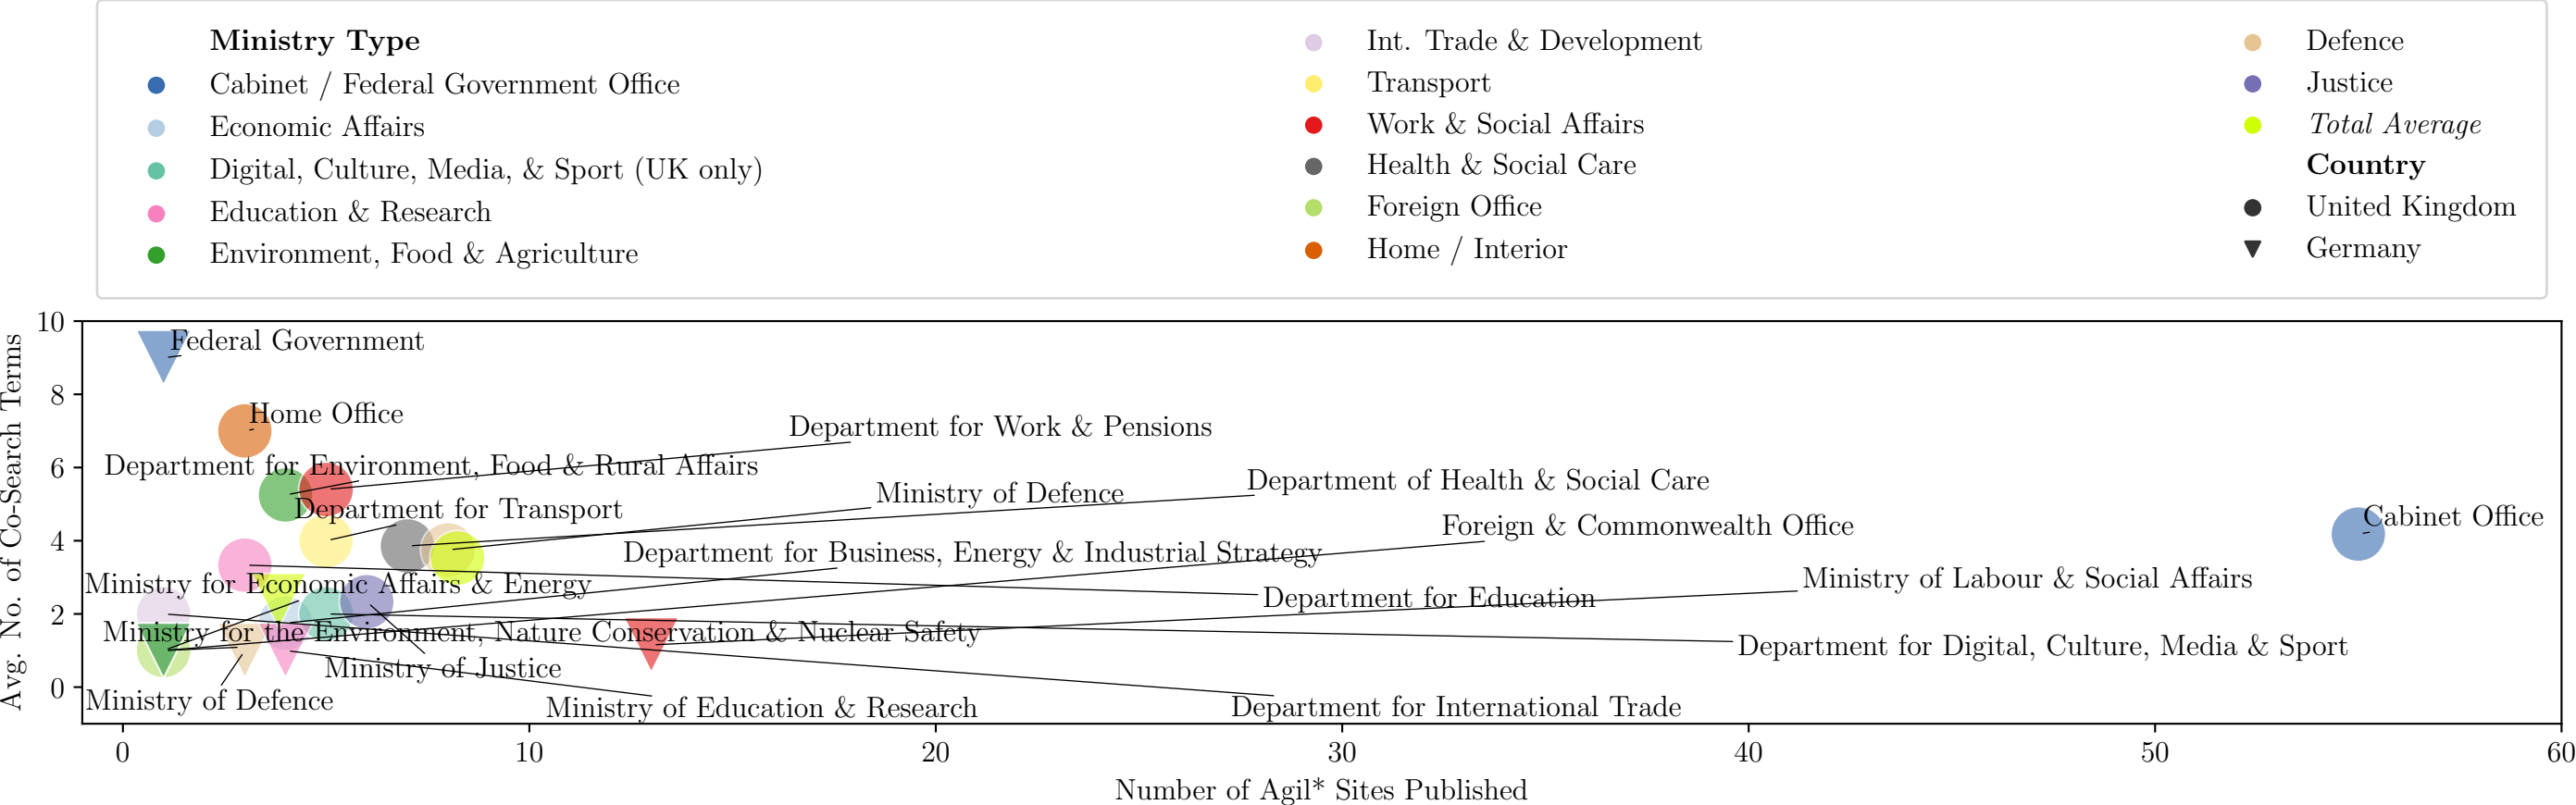 Ministry Type
Cabinet / Federal Government Office
Economic Affairs
Digital, Culture, Media, & Sport (UK only)
Education & Research
Environment, Food & Agriculture
Int. Trade & Development
Transport
Work & Social Affairs
Health & Social Care
Foreign Office
Home / Interior
Defence
Justice
Total Average
Country
United Kingdom
Germany
Avg. No. of Co-Search Terms
10
8
6
4
2
0
Federal Government
Home Office
Department for Work & Pensions
Department for Environment, Food & Rural Affairs
Department of Health & Social Care
Ministry of Defence
Department for Transport
Cabinet Office
Foreign & Commonwealth Office
Department for Business, Energy & Industrial Strategy
Ministry for Economic Affairs & Energy
Ministry of Labour & Social Affairs
Department for Education
Ministry for the Environment, Nature Conservation & Nuclear Safety
Department for Digital, Culture, Media & Sport
Ministry of Justice
Ministry of Defence
Ministry of Education & Research
Department for International Trade
0
10
20
30
40
50
60
Number of Agil* Sites Published